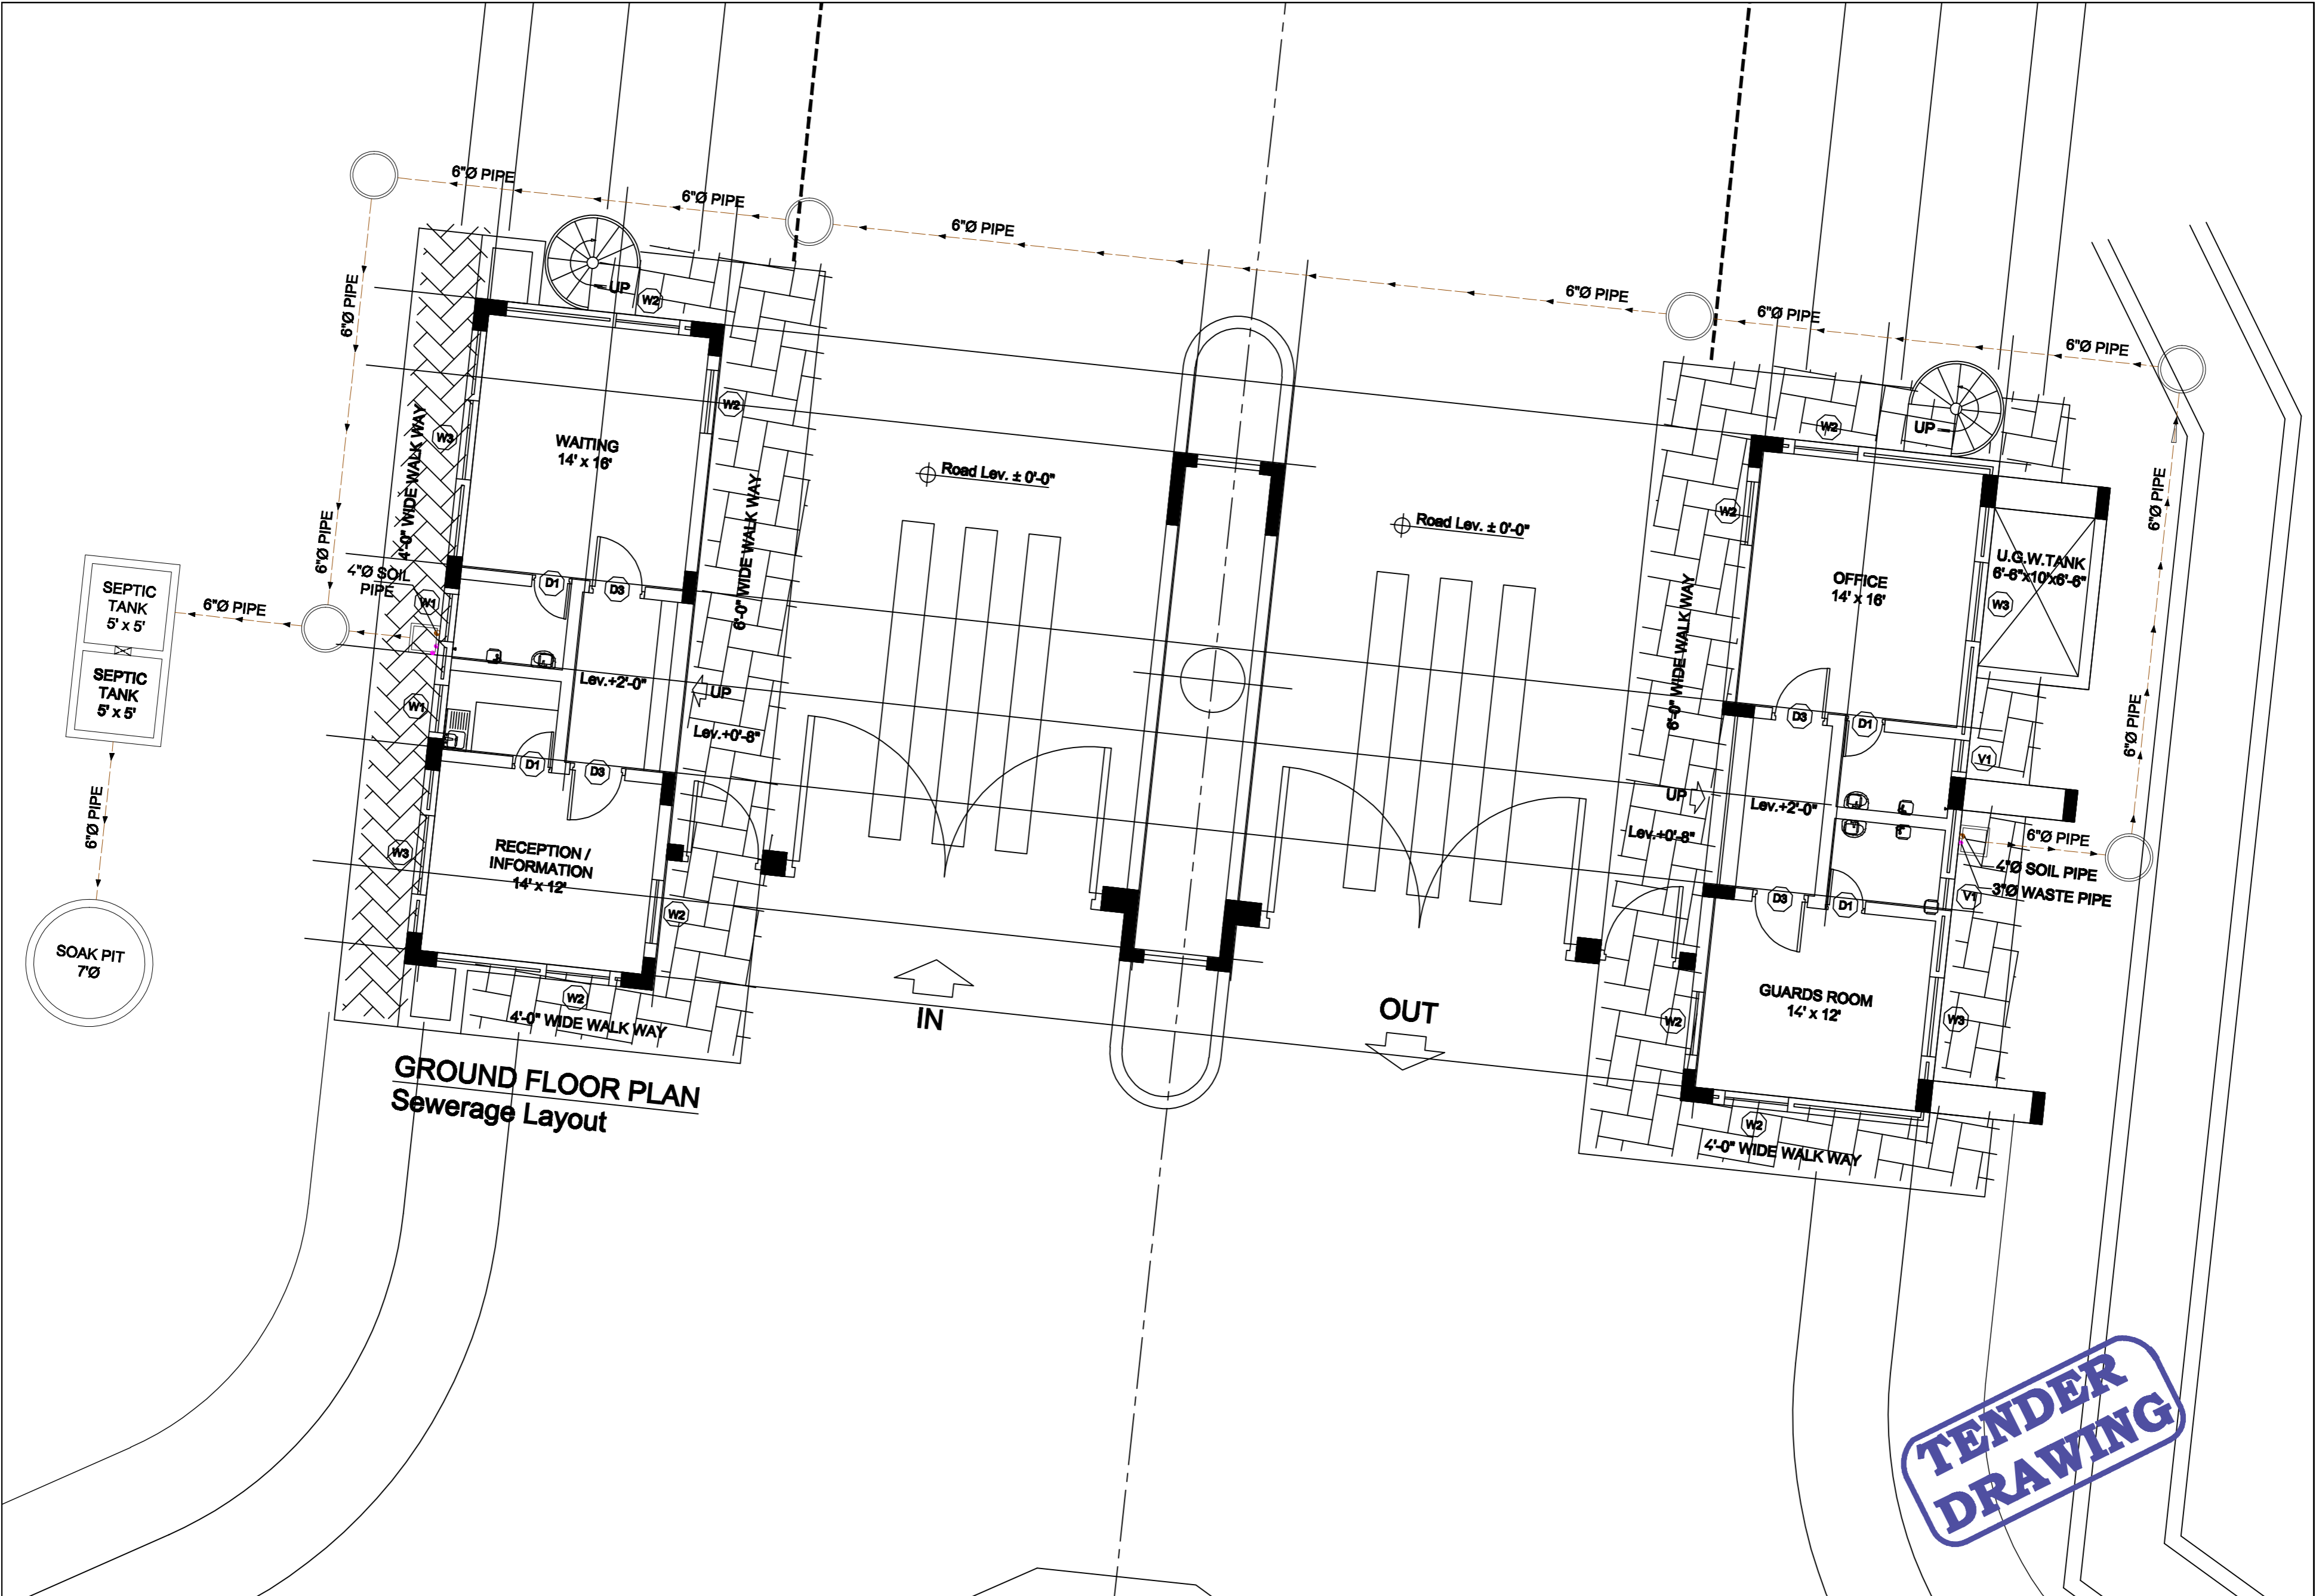 6"Ø PIPE
6"Ø PIPE
6"Ø PIPE
6"Ø PIPE
6"Ø PIPE
6"Ø PIPE
6"Ø PIPE
6"Ø PIPE
UP
W2
W2
W3
4'-0" WIDE WALK WAY
WAITING
14' x 16'
6'-0" WIDE WALK WAY
Road Lev. ± 0'-0"
Road Lev. ± 0'-0"
W2
UP
W2
6'-0" WIDE WALK WAY
OFFICE
14' x 16'
U.G.W.TANK
6'-6"x10'x6'-6"
W3
6"Ø PIPE
6"Ø PIPE
4"Ø SOIL
PIPE
W1
D1
D3
SEPTIC
TANK
5' x 5'
6"Ø PIPE
SEPTIC
TANK
5' x 5'
W1
Lev.+2'-0"
UP
Lev.+0'-8"
D1
D3
D3
D1
V1
UP
Lev.+2'-0"
Lev.+0'-8"
6"Ø PIPE
4"Ø SOIL PIPE
3"Ø WASTE PIPE
V1
D3
D1
6"Ø PIPE
SOAK PIT
7'Ø
W3
RECEPTION /
INFORMATION
14' x 12'
W2
W2
4'-0" WIDE WALK WAY
IN
OUT
W2
GUARDS ROOM
14' x 12'
W3
W2
4'-0" WIDE WALK WAY
GROUND FLOOR PLAN
Sewerage Layout
TENDER
DRAWING